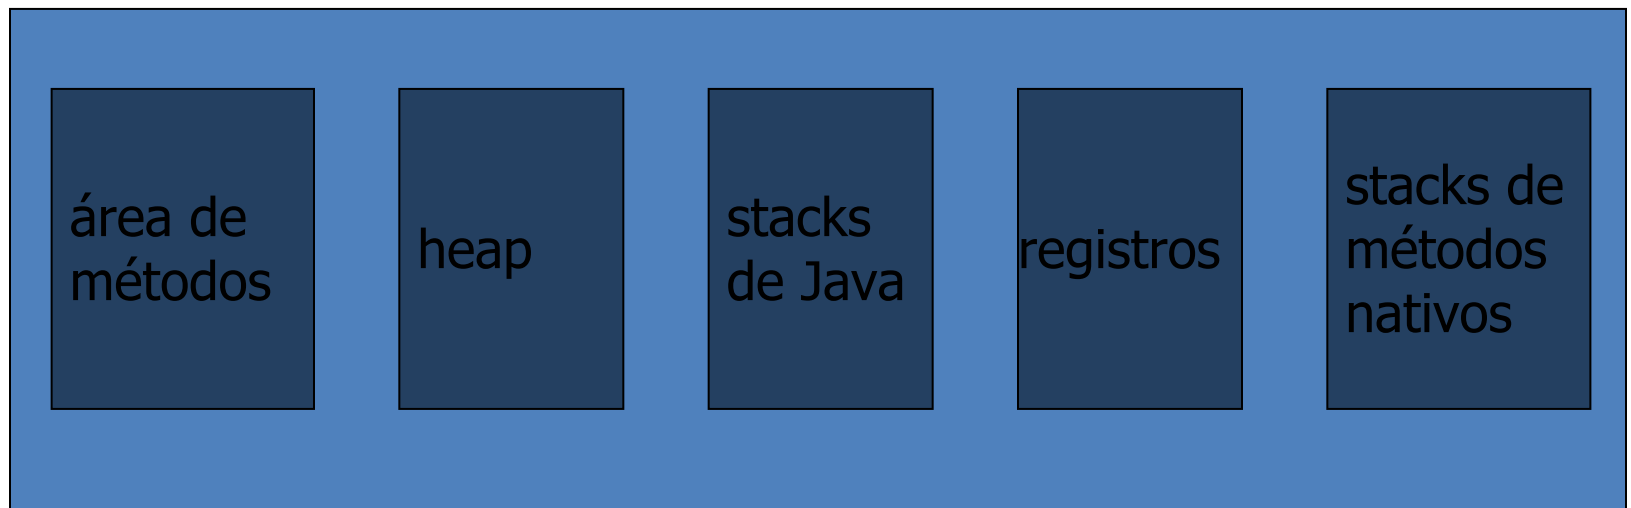 área de
métodos
heap
stacks
de Java
registros
stacks de
métodos
nativos